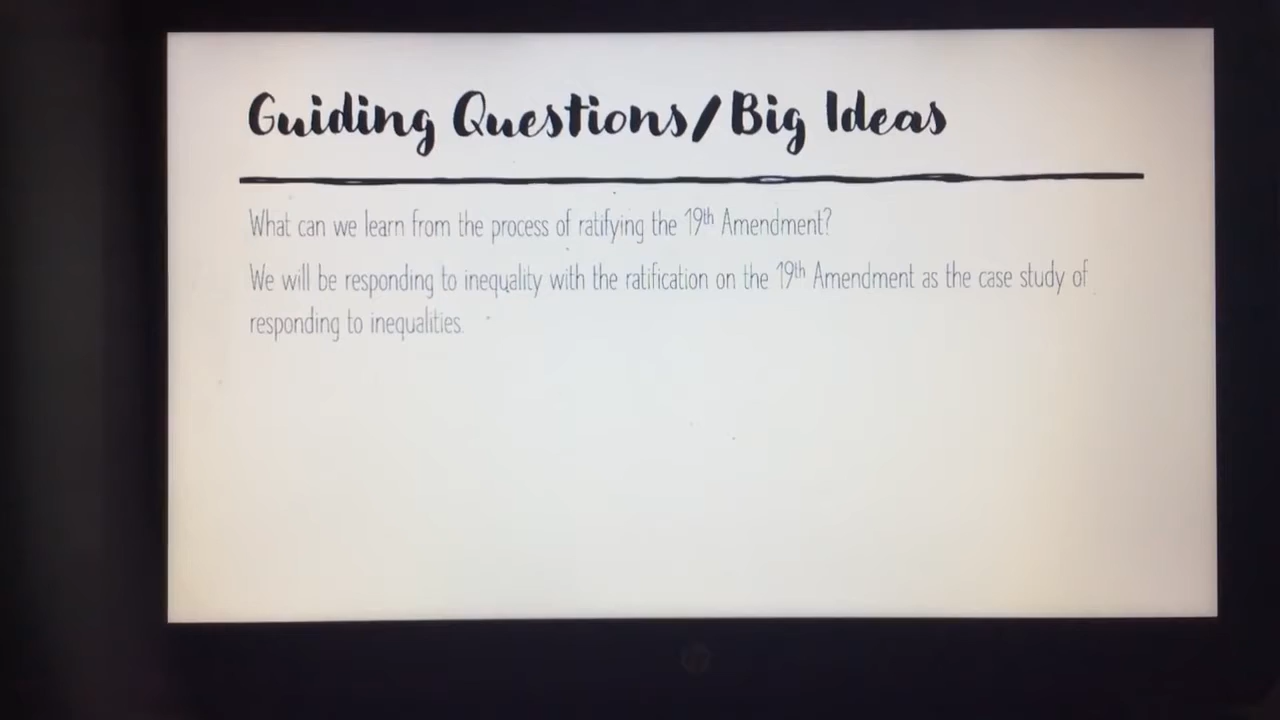 Guiding Questions/Big Ideas
What can we learn from the process of ratifying the 19th Amendment?
We will be responding to inequality with the ratification on the 19th Amendment as the case study of
responding to inequalities.